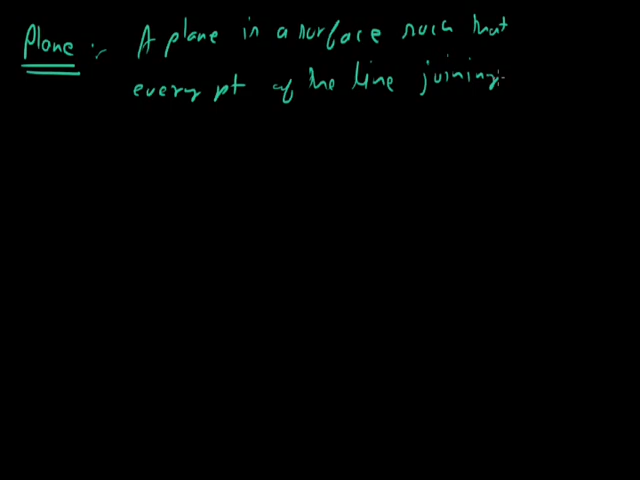 Plane :- A plane is a surface such that
every pt of the line joining